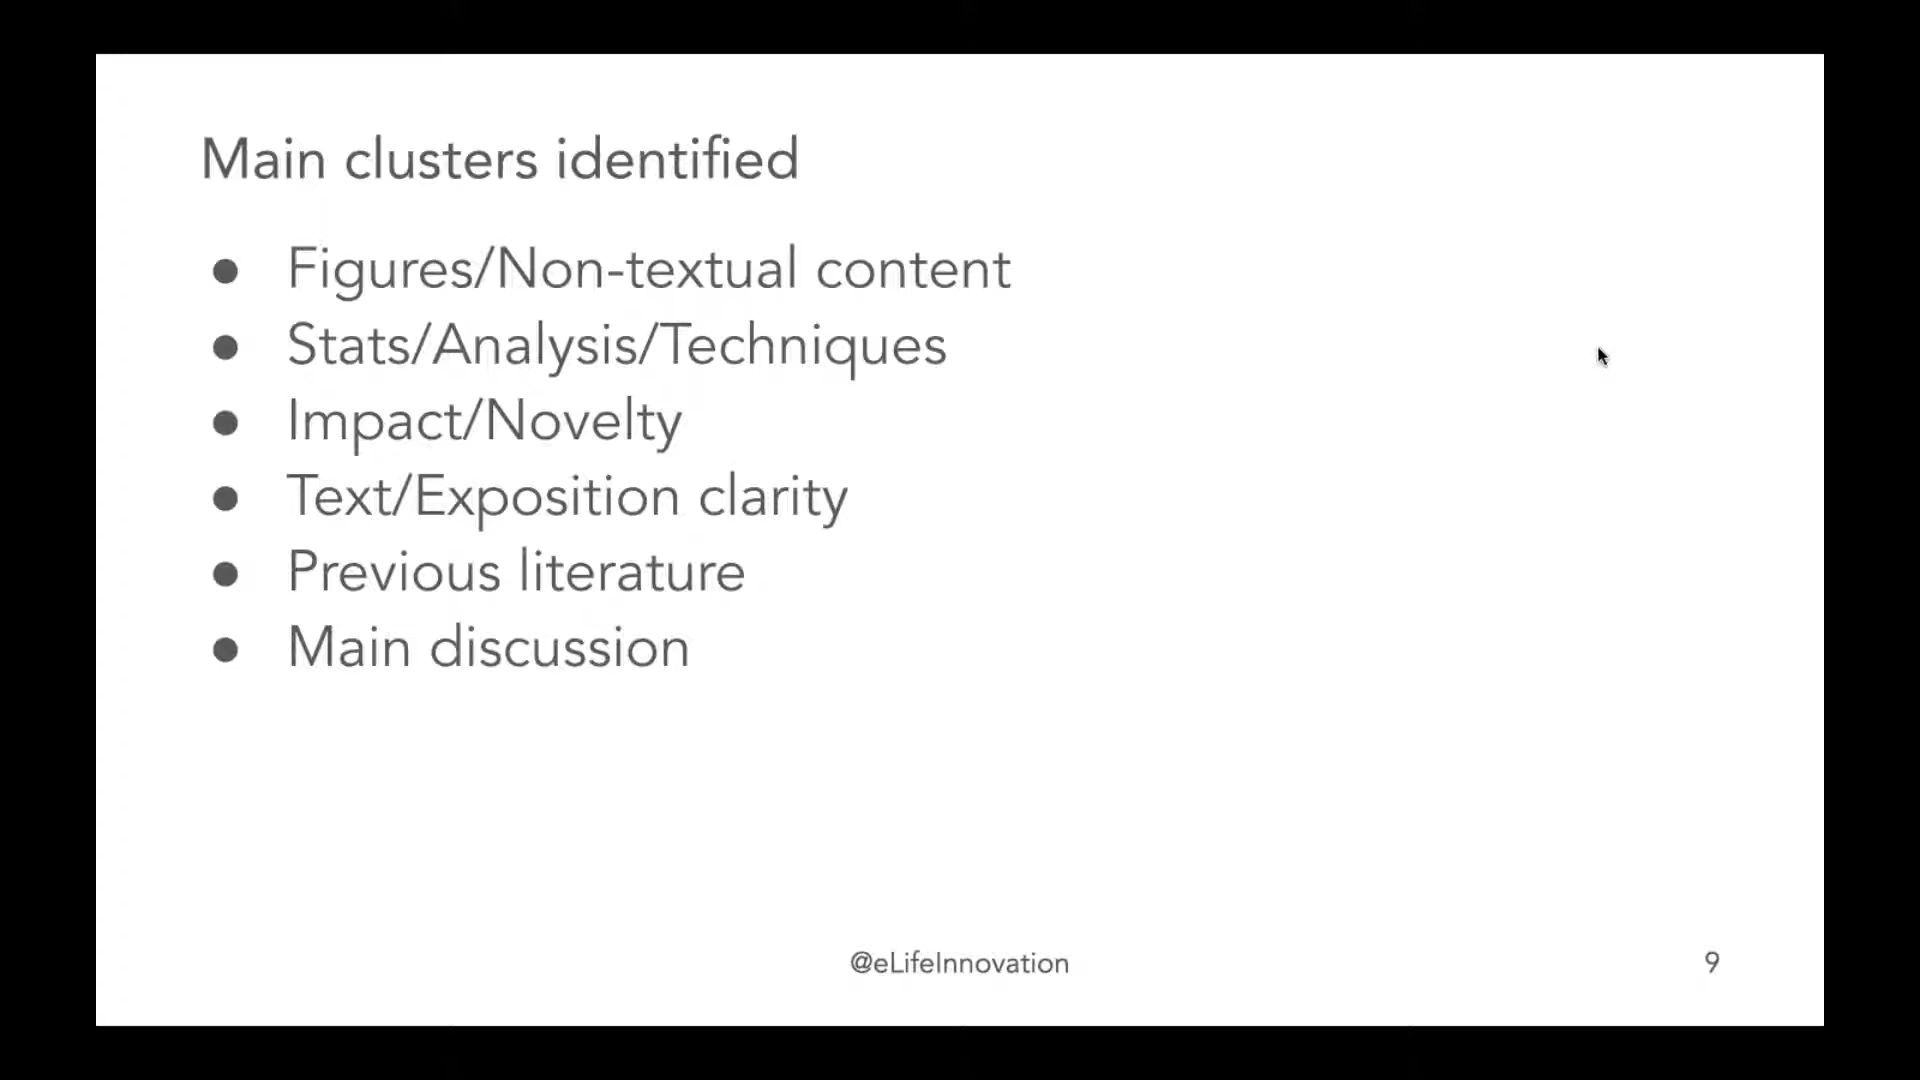 Main clusters identified
● Figures/Non-textual content
● Stats/Analysis/Techniques
● Impact/Novelty
● Text/Exposition clarity
● Previous literature
● Main discussion
@eLifeInnovation
9